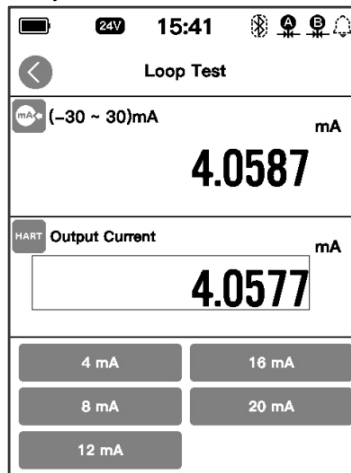 24V 15:41 A B
Loop Test
mA (-30 ~ 30)mA
mA
4.0587
HART Output Current
mA
4.0577
4 mA 16 mA
8 mA 20 mA
12 mA